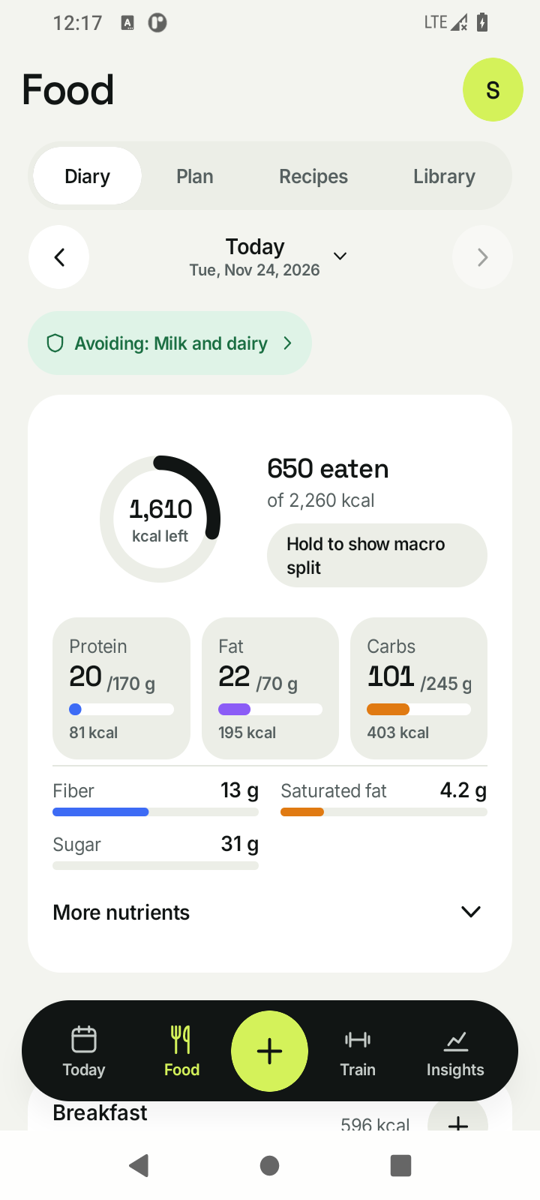 12:17
LTE
Food
S
Diary
Plan
Recipes
Library
Today
Tue, Nov 24, 2026
Avoiding: Milk and dairy
1,610
kcal left
650 eaten
of 2,260 kcal
Hold to show macro
split
Protein
20 /170 g
81 kcal
Fat
22 /70 g
195 kcal
Carbs
101 /245 g
403 kcal
Fiber 13 g
Saturated fat 4.2 g
Sugar 31 g
More nutrients
Today
Food
Train
Insights
Breakfast
596 kcal